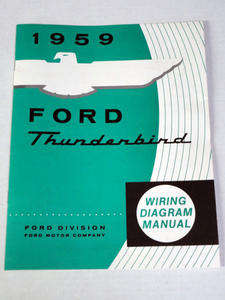 1959
FORD
Thunderbird
WIRING
DIAGRAM
MANUAL
FORD DIVISION
FORD MOTOR COMPANY